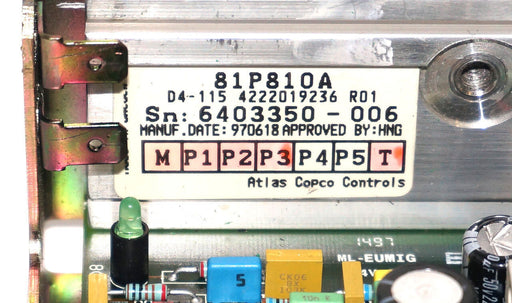 81P810A
D4-115 4222019236 R01
Sn: 6403350 - 006
MANUF.DATE: 970618 APPROVED BY:HNG
M P1 P2 P3 P4 P5 T
Atlas Copco Controls
1497
ML-EUMIG
5
CK06